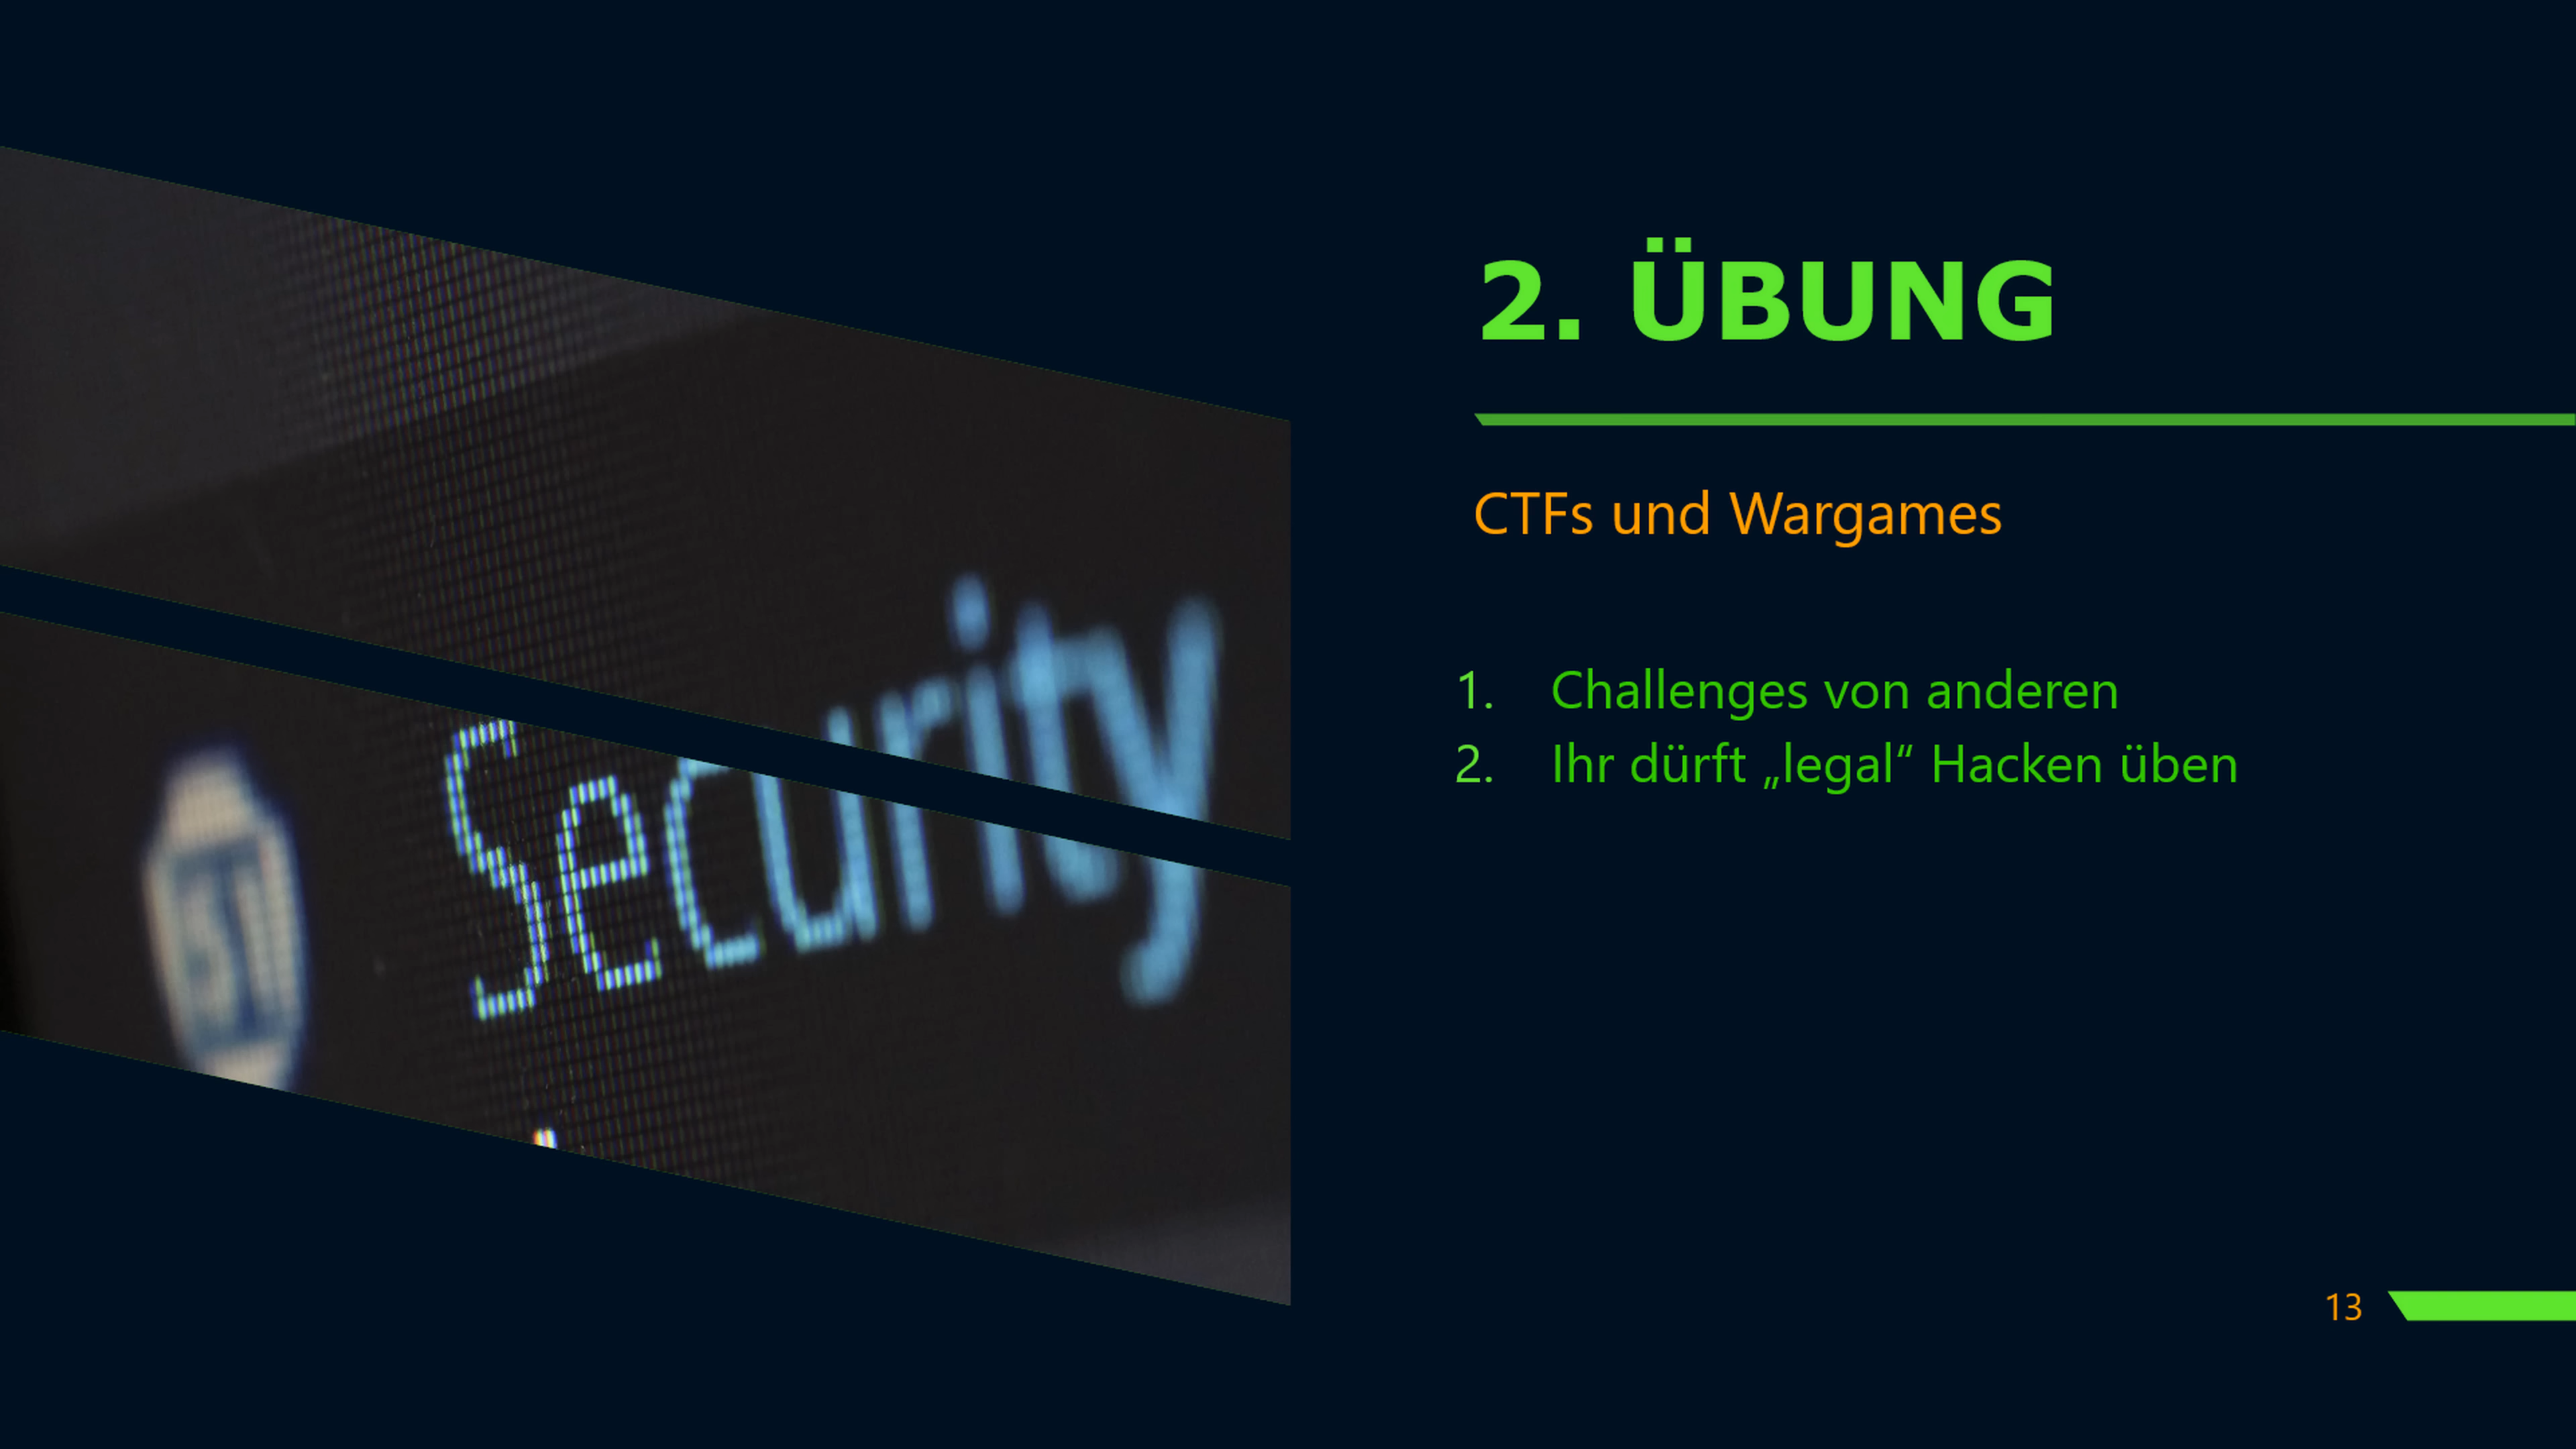 2. ÜBUNG
CTFs und Wargames
1. Challenges von anderen
2. Ihr dürft „legal“ Hacken üben
Security
13